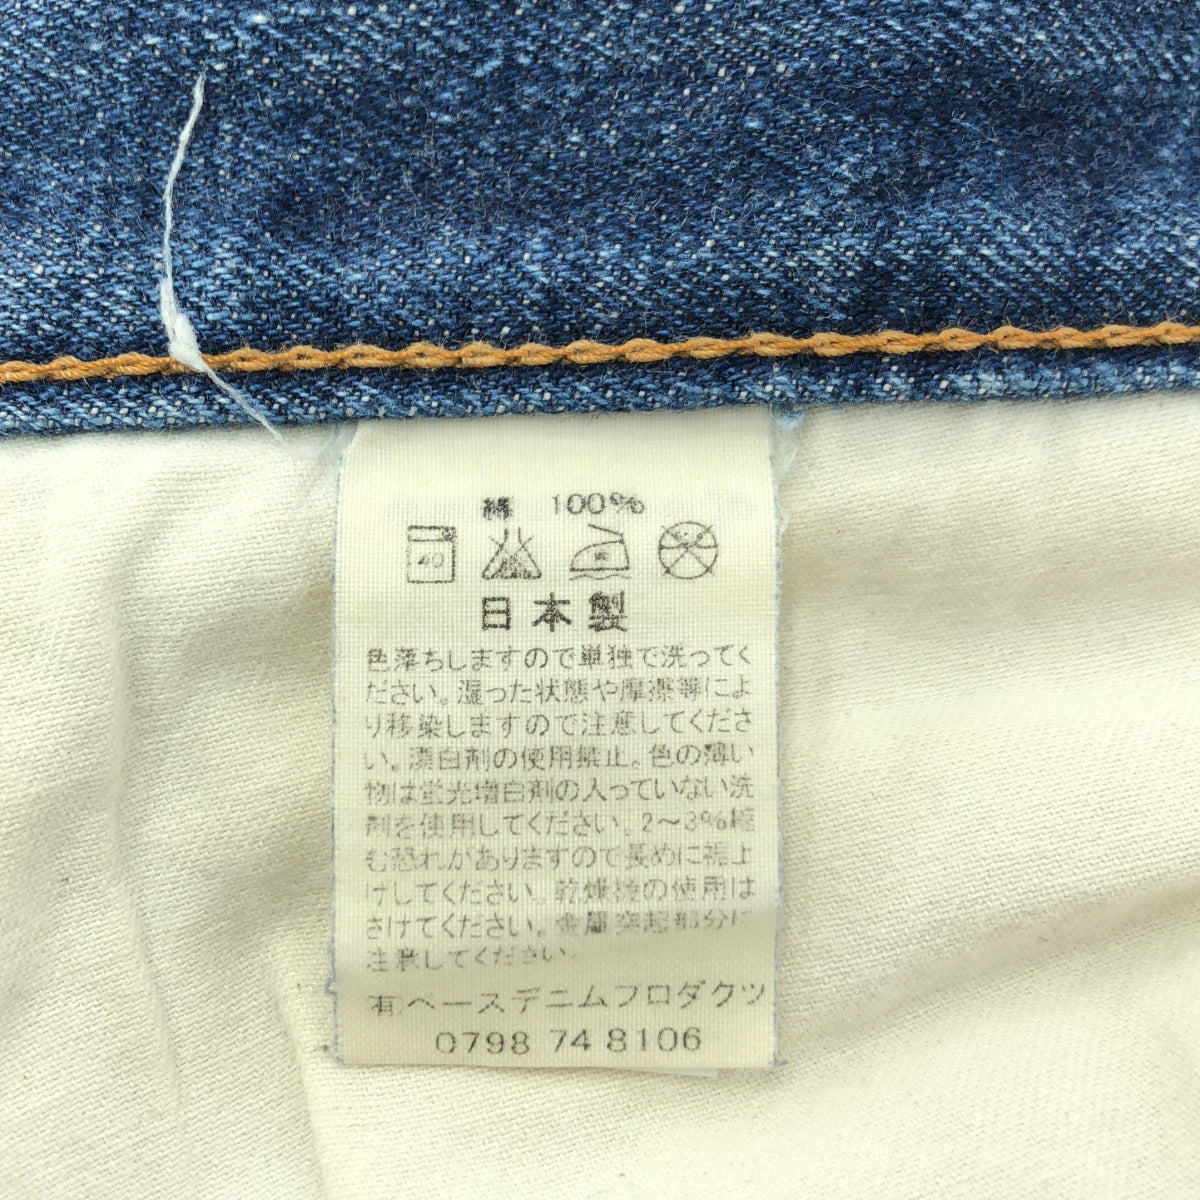 綿 100%
40
日本製
色落ちしますので単独で洗ってく
ださい。湿った状態や摩擦等によ
り移染しますので注意してくださ
い。漂白剤の使用禁止。色の薄い
物は蛍光増白剤の入っていない洗
剤を使用してください。2～3%縮
む恐れがありますので長めに裾上
げしてください。乾燥機の使用は
さけてください。金属突起部分に
注意してください。
有)ベースデニムプロダクツ
0798 74 8106